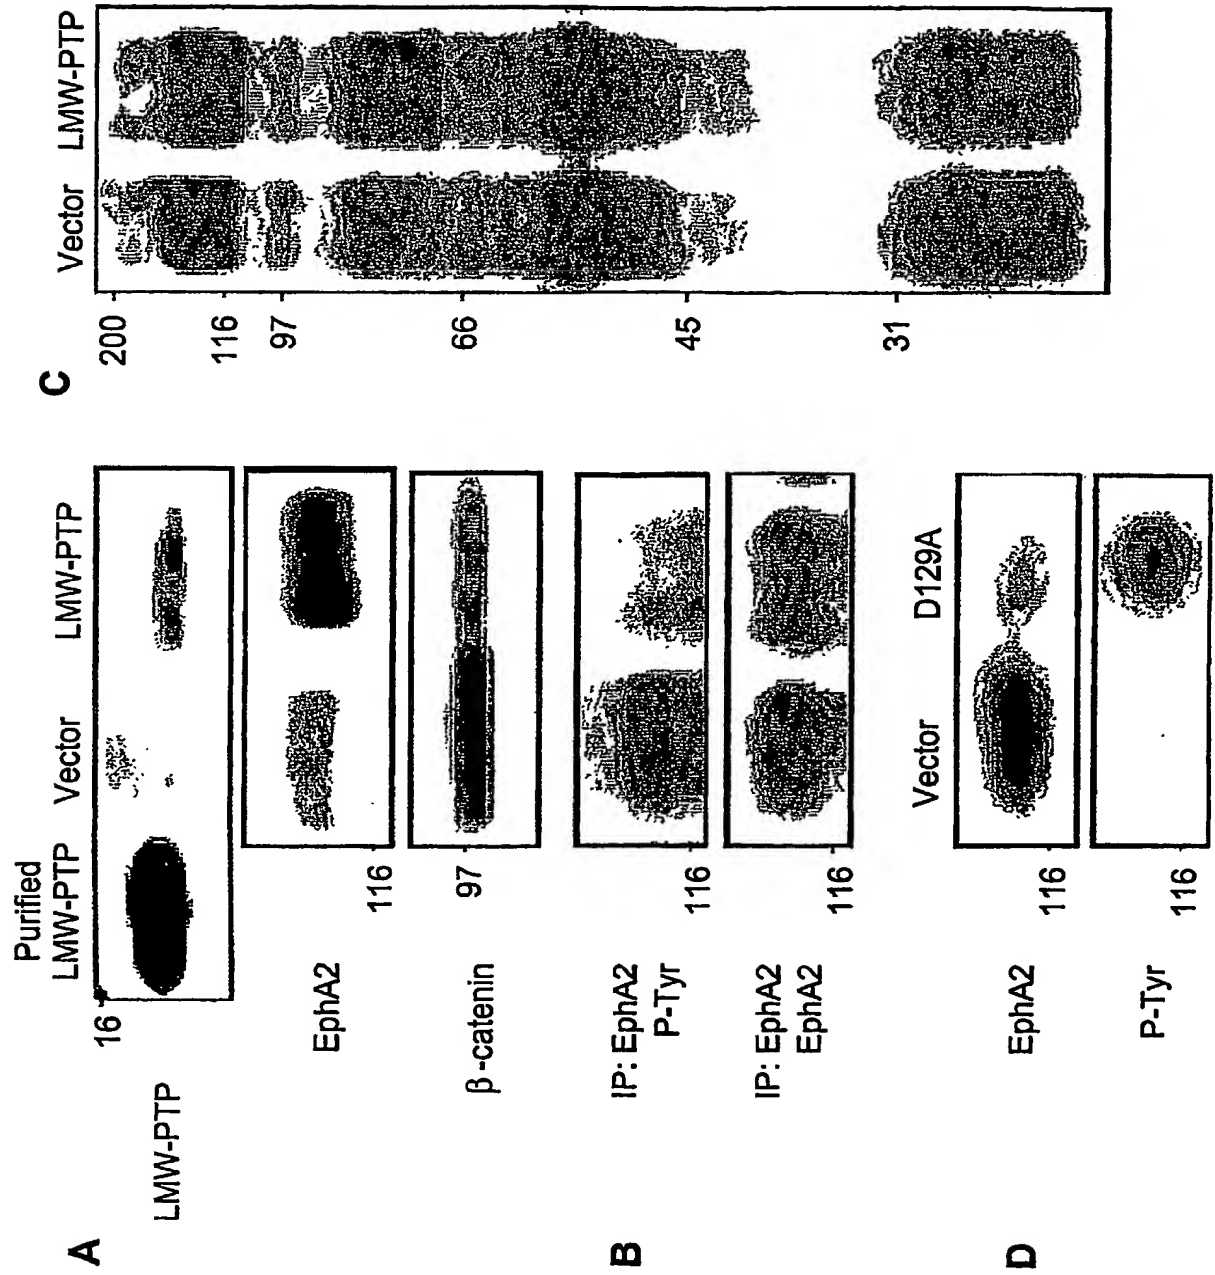 A
Purified
LMW-PTP
Vector
LMW-PTP
16
LMW-PTP
EphA2
116
β-catenin
97
B
IP: EphA2
P-Tyr
116
IP: EphA2
EphA2
116
C
Vector
LMW-PTP
200
116
97
66
45
31
D
Vector
D129A
EphA2
116
P-Tyr
116